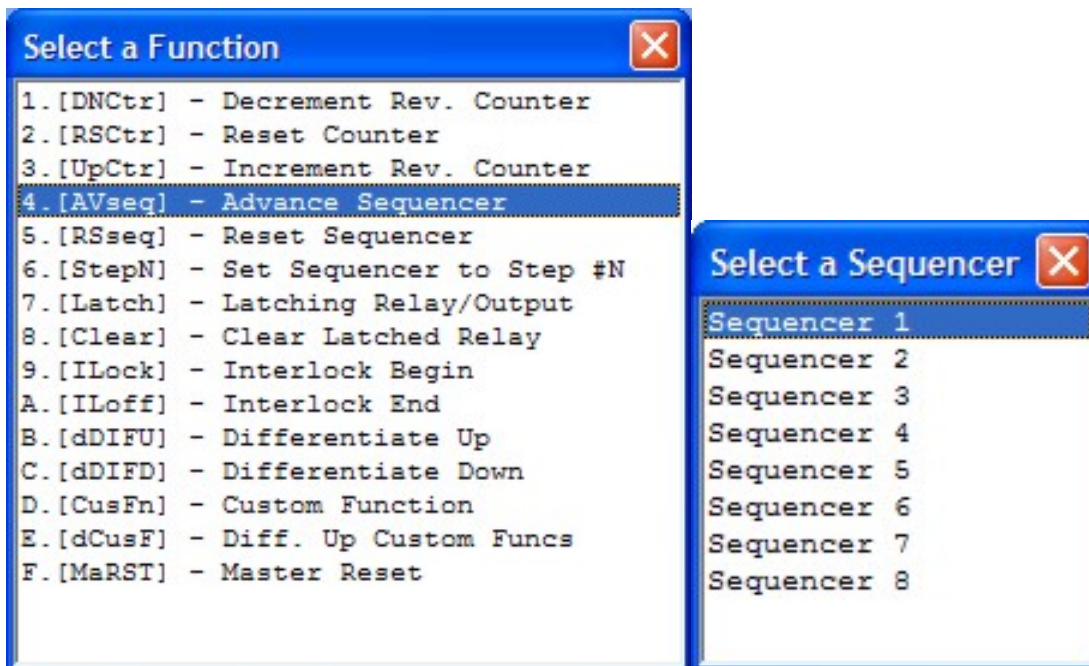 Select a Function
1.[DNCtr] - Decrement Rev. Counter
2.[RSCtr] - Reset Counter
3.[UpCtr] - Increment Rev. Counter
4.[AVseq] - Advance Sequencer
5.[RSseq] - Reset Sequencer
6.[StepN] - Set Sequencer to Step #N
7.[Latch] - Latching Relay/Output
8.[Clear] - Clear Latched Relay
9.[ILock] - Interlock Begin
A.[ILoff] - Interlock End
B.[dDIFU] - Differentiate Up
C.[dDIFD] - Differentiate Down
D.[CusFn] - Custom Function
E.[dCusF] - Diff. Up Custom Funcs
F.[MaRST] - Master Reset
Select a Sequencer
Sequencer 1
Sequencer 2
Sequencer 3
Sequencer 4
Sequencer 5
Sequencer 6
Sequencer 7
Sequencer 8